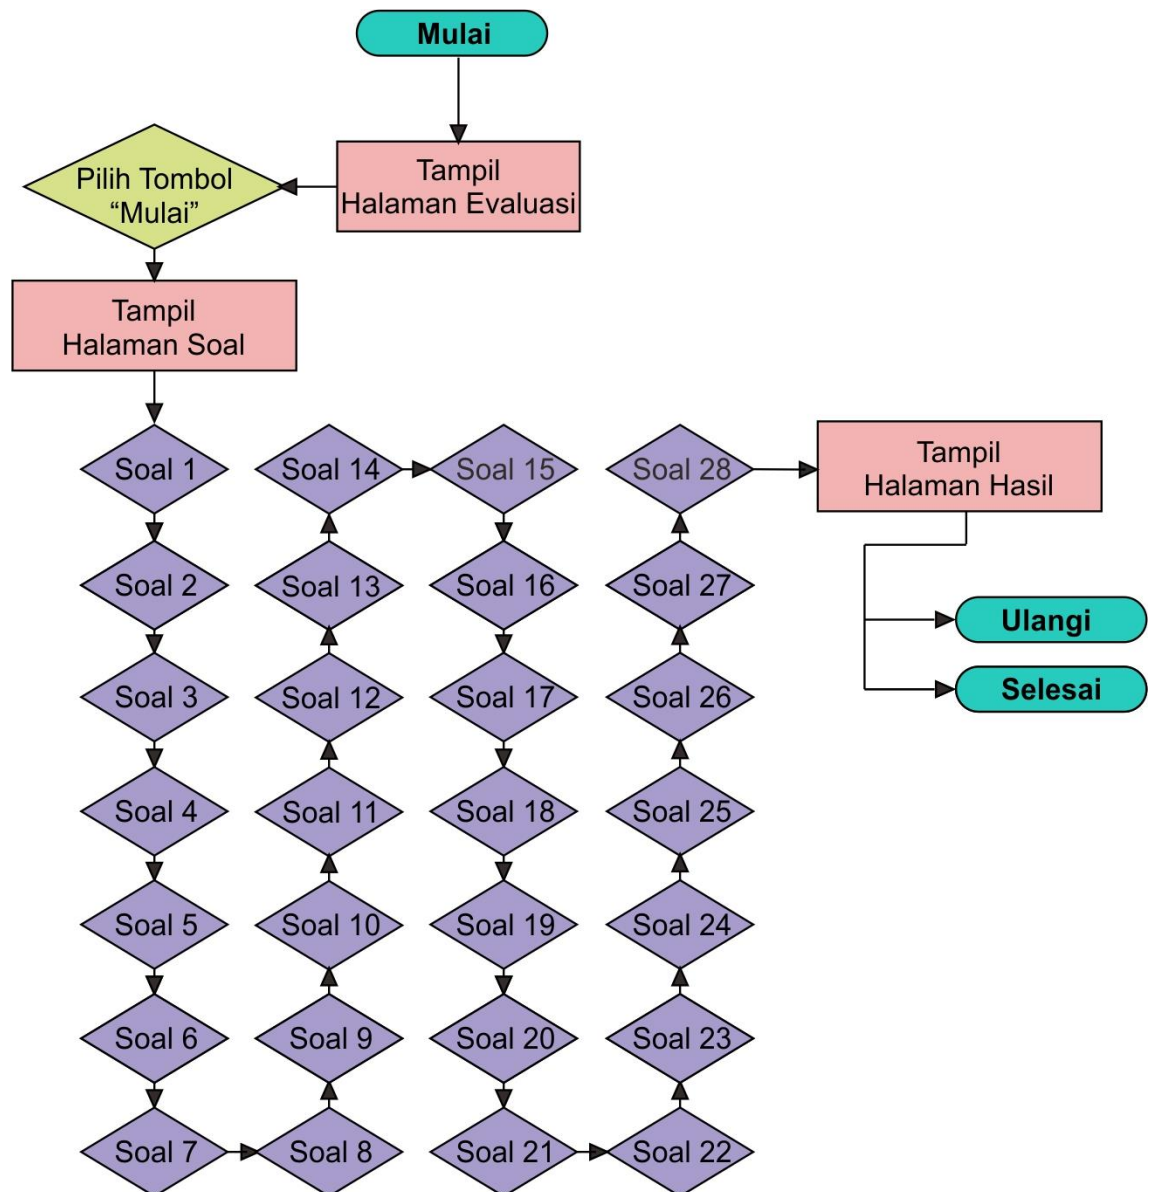 Mulai
Tampil
Halaman Evaluasi
Pilih Tombol
“Mulai”
Tampil
Halaman Soal
Soal 1
Soal 2
Soal 3
Soal 4
Soal 5
Soal 6
Soal 7
Soal 8
Soal 9
Soal 10
Soal 11
Soal 12
Soal 13
Soal 14
Soal 15
Soal 16
Soal 17
Soal 18
Soal 19
Soal 20
Soal 21
Soal 22
Soal 23
Soal 24
Soal 25
Soal 26
Soal 27
Soal 28
Tampil
Halaman Hasil
Ulangi
Selesai